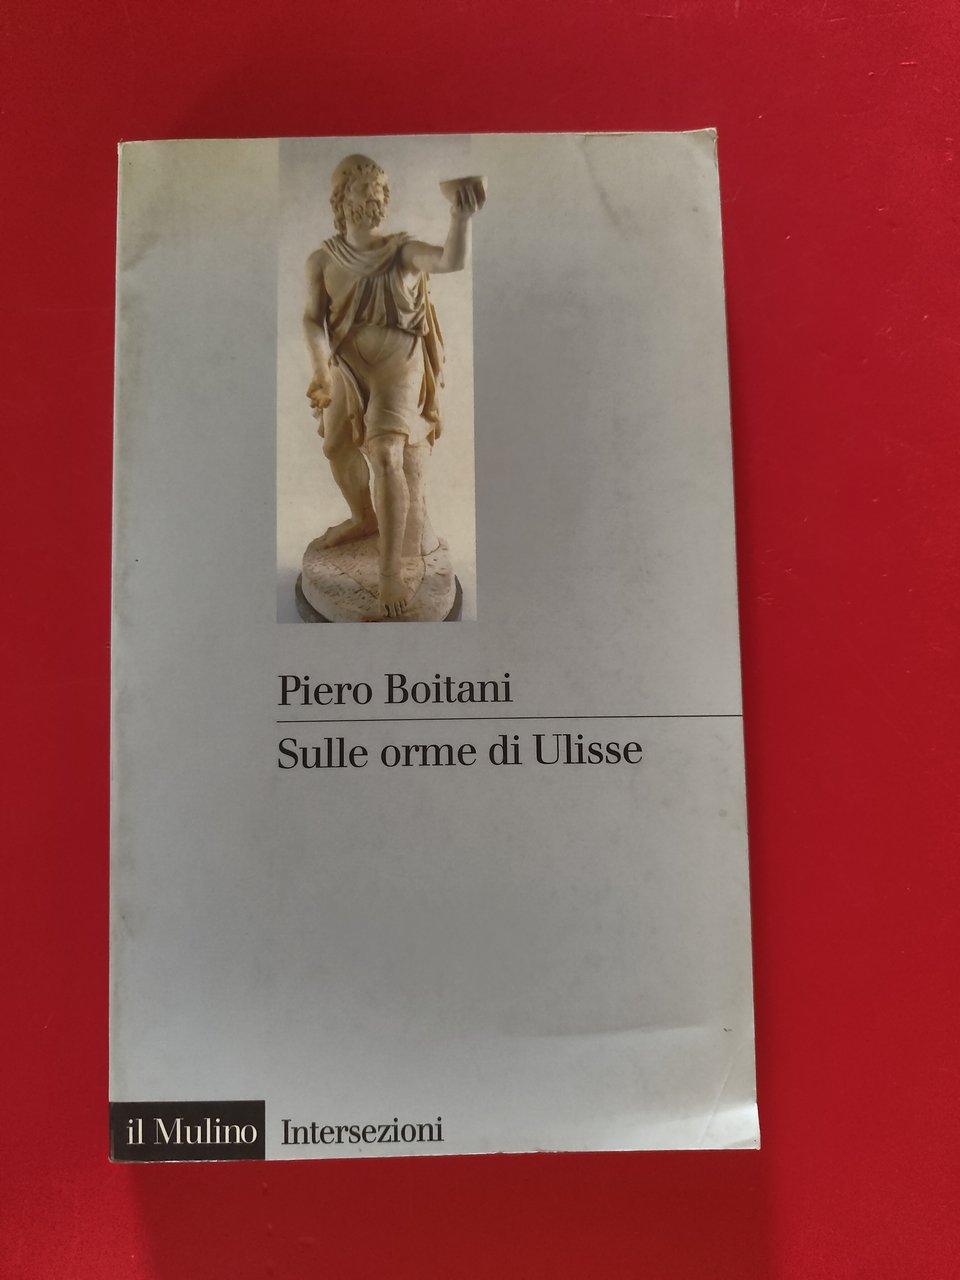 Piero Boitani
Sulle orme di Ulisse
il Mulino Intersezioni